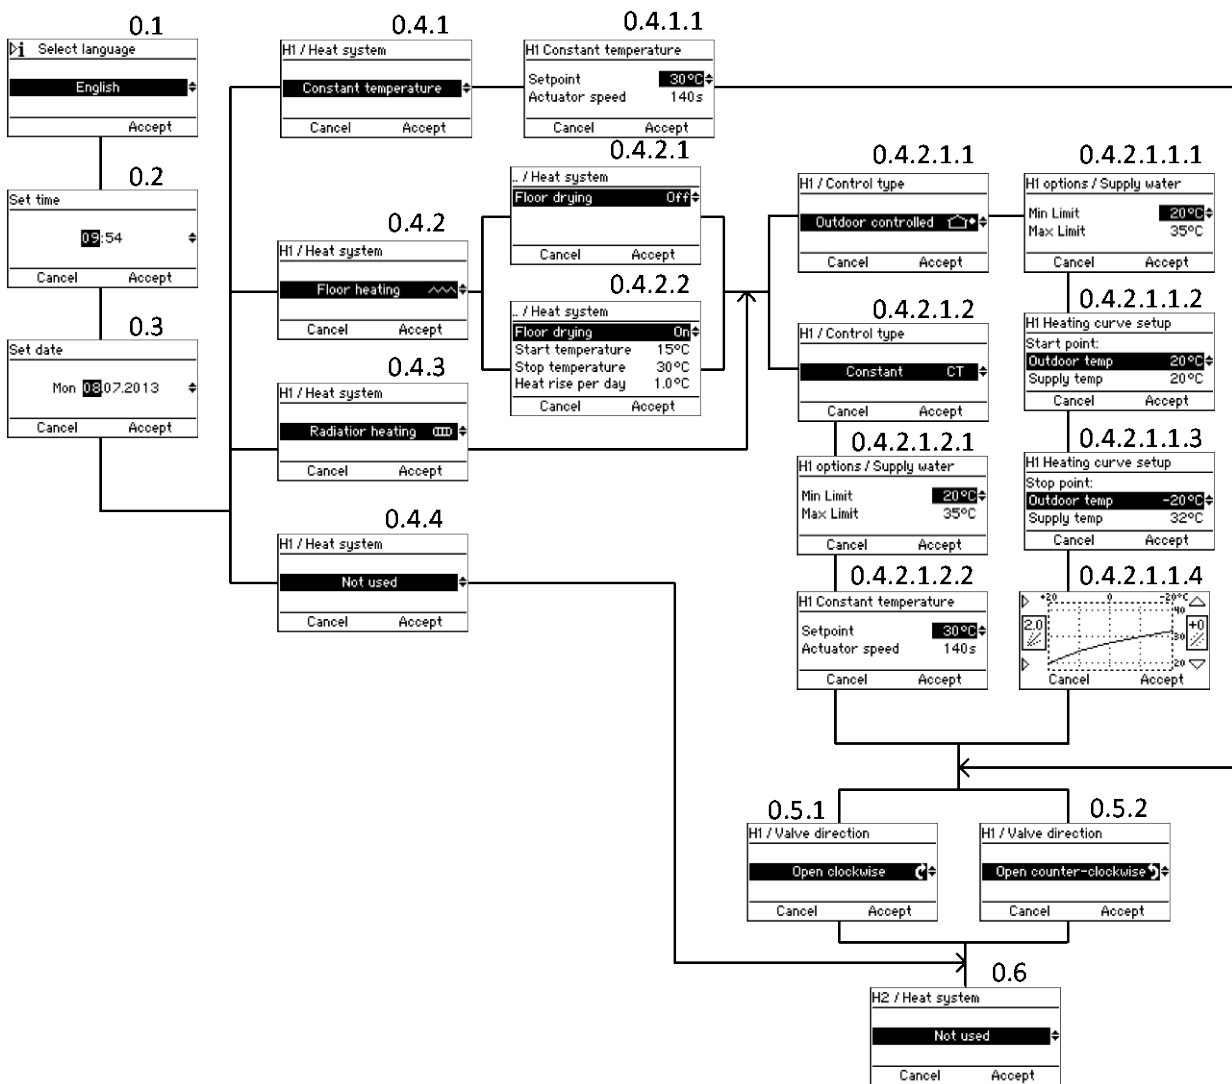 0.1
Select language
English
Accept
0.2
Set time
09:54
Cancel Accept
0.3
Set date
Mon 08.07.2013
Cancel Accept
0.4.1
H1 / Heat system
Constant temperature
Cancel Accept
0.4.1.1
H1 Constant temperature
Setpoint 30°C
Actuator speed 140s
Cancel Accept
0.4.2
H1 / Heat system
Floor heating
Cancel Accept
0.4.2.1
.. / Heat system
Floor drying Off
Cancel Accept
0.4.2.2
.. / Heat system
Floor drying On
Start temperature 15°C
Stop temperature 30°C
Heat rise per day 1.0°C
Cancel Accept
0.4.3
H1 / Heat system
Radiatior heating
Cancel Accept
0.4.4
H1 / Heat system
Not used
Cancel Accept
0.4.2.1.1
H1 / Control type
Outdoor controlled
Cancel Accept
0.4.2.1.2
H1 / Control type
Constant CT
Cancel Accept
0.4.2.1.2.1
H1 options / Supply water
Min Limit 20°C
Max Limit 35°C
Cancel Accept
0.4.2.1.2.2
H1 Constant temperature
Setpoint 30°C
Actuator speed 140s
Cancel Accept
0.4.2.1.1.1
H1 options / Supply water
Min Limit 20°C
Max Limit 35°C
Cancel Accept
0.4.2.1.1.2
H1 Heating curve setup
Start point:
Outdoor temp 20°C
Supply temp 20°C
Cancel Accept
0.4.2.1.1.3
H1 Heating curve setup
Stop point:
Outdoor temp -20°C
Supply temp 32°C
Cancel Accept
0.4.2.1.1.4
+20 0 -20°C
40
2.0 +0
30
20
Cancel Accept
0.5.1
H1 / Valve direction
Open clockwise
Cancel Accept
0.5.2
H1 / Valve direction
Open counter-clockwise
Cancel Accept
0.6
H2 / Heat system
Not used
Cancel Accept